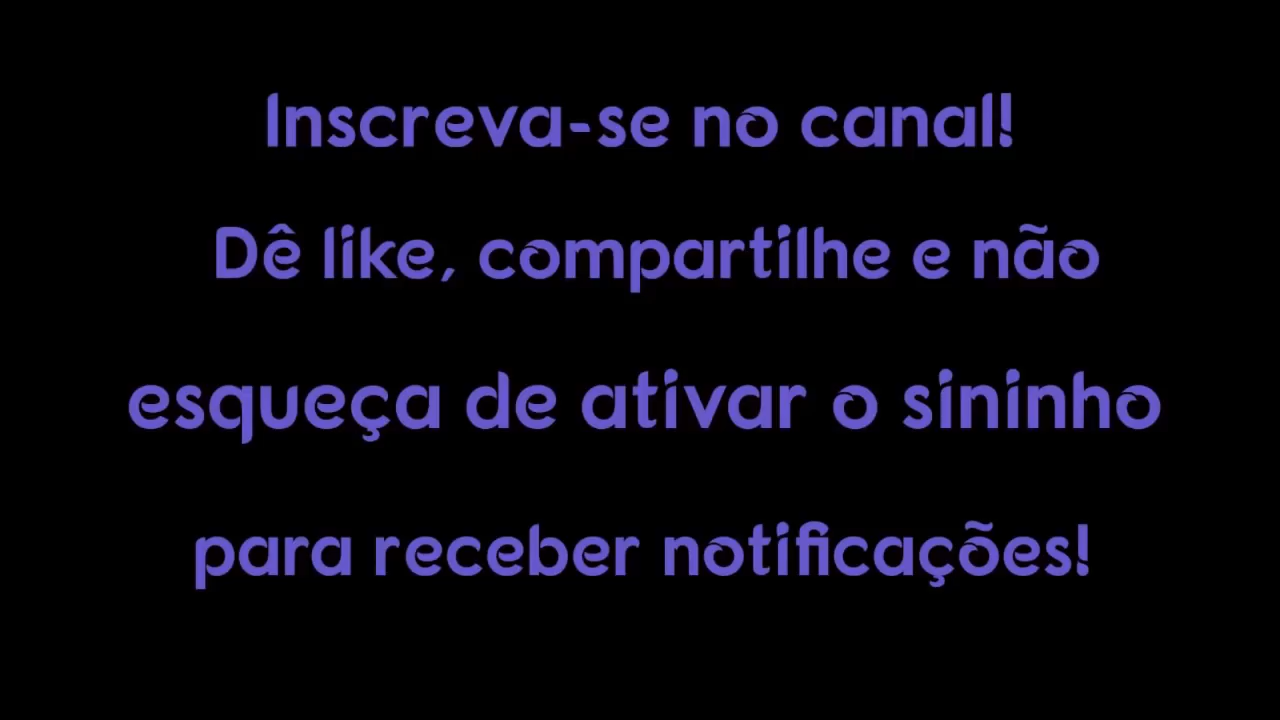 Inscreva-se no canal!
Dê like, compartilhe e não
esqueça de ativar o sininho
para receber notificações!